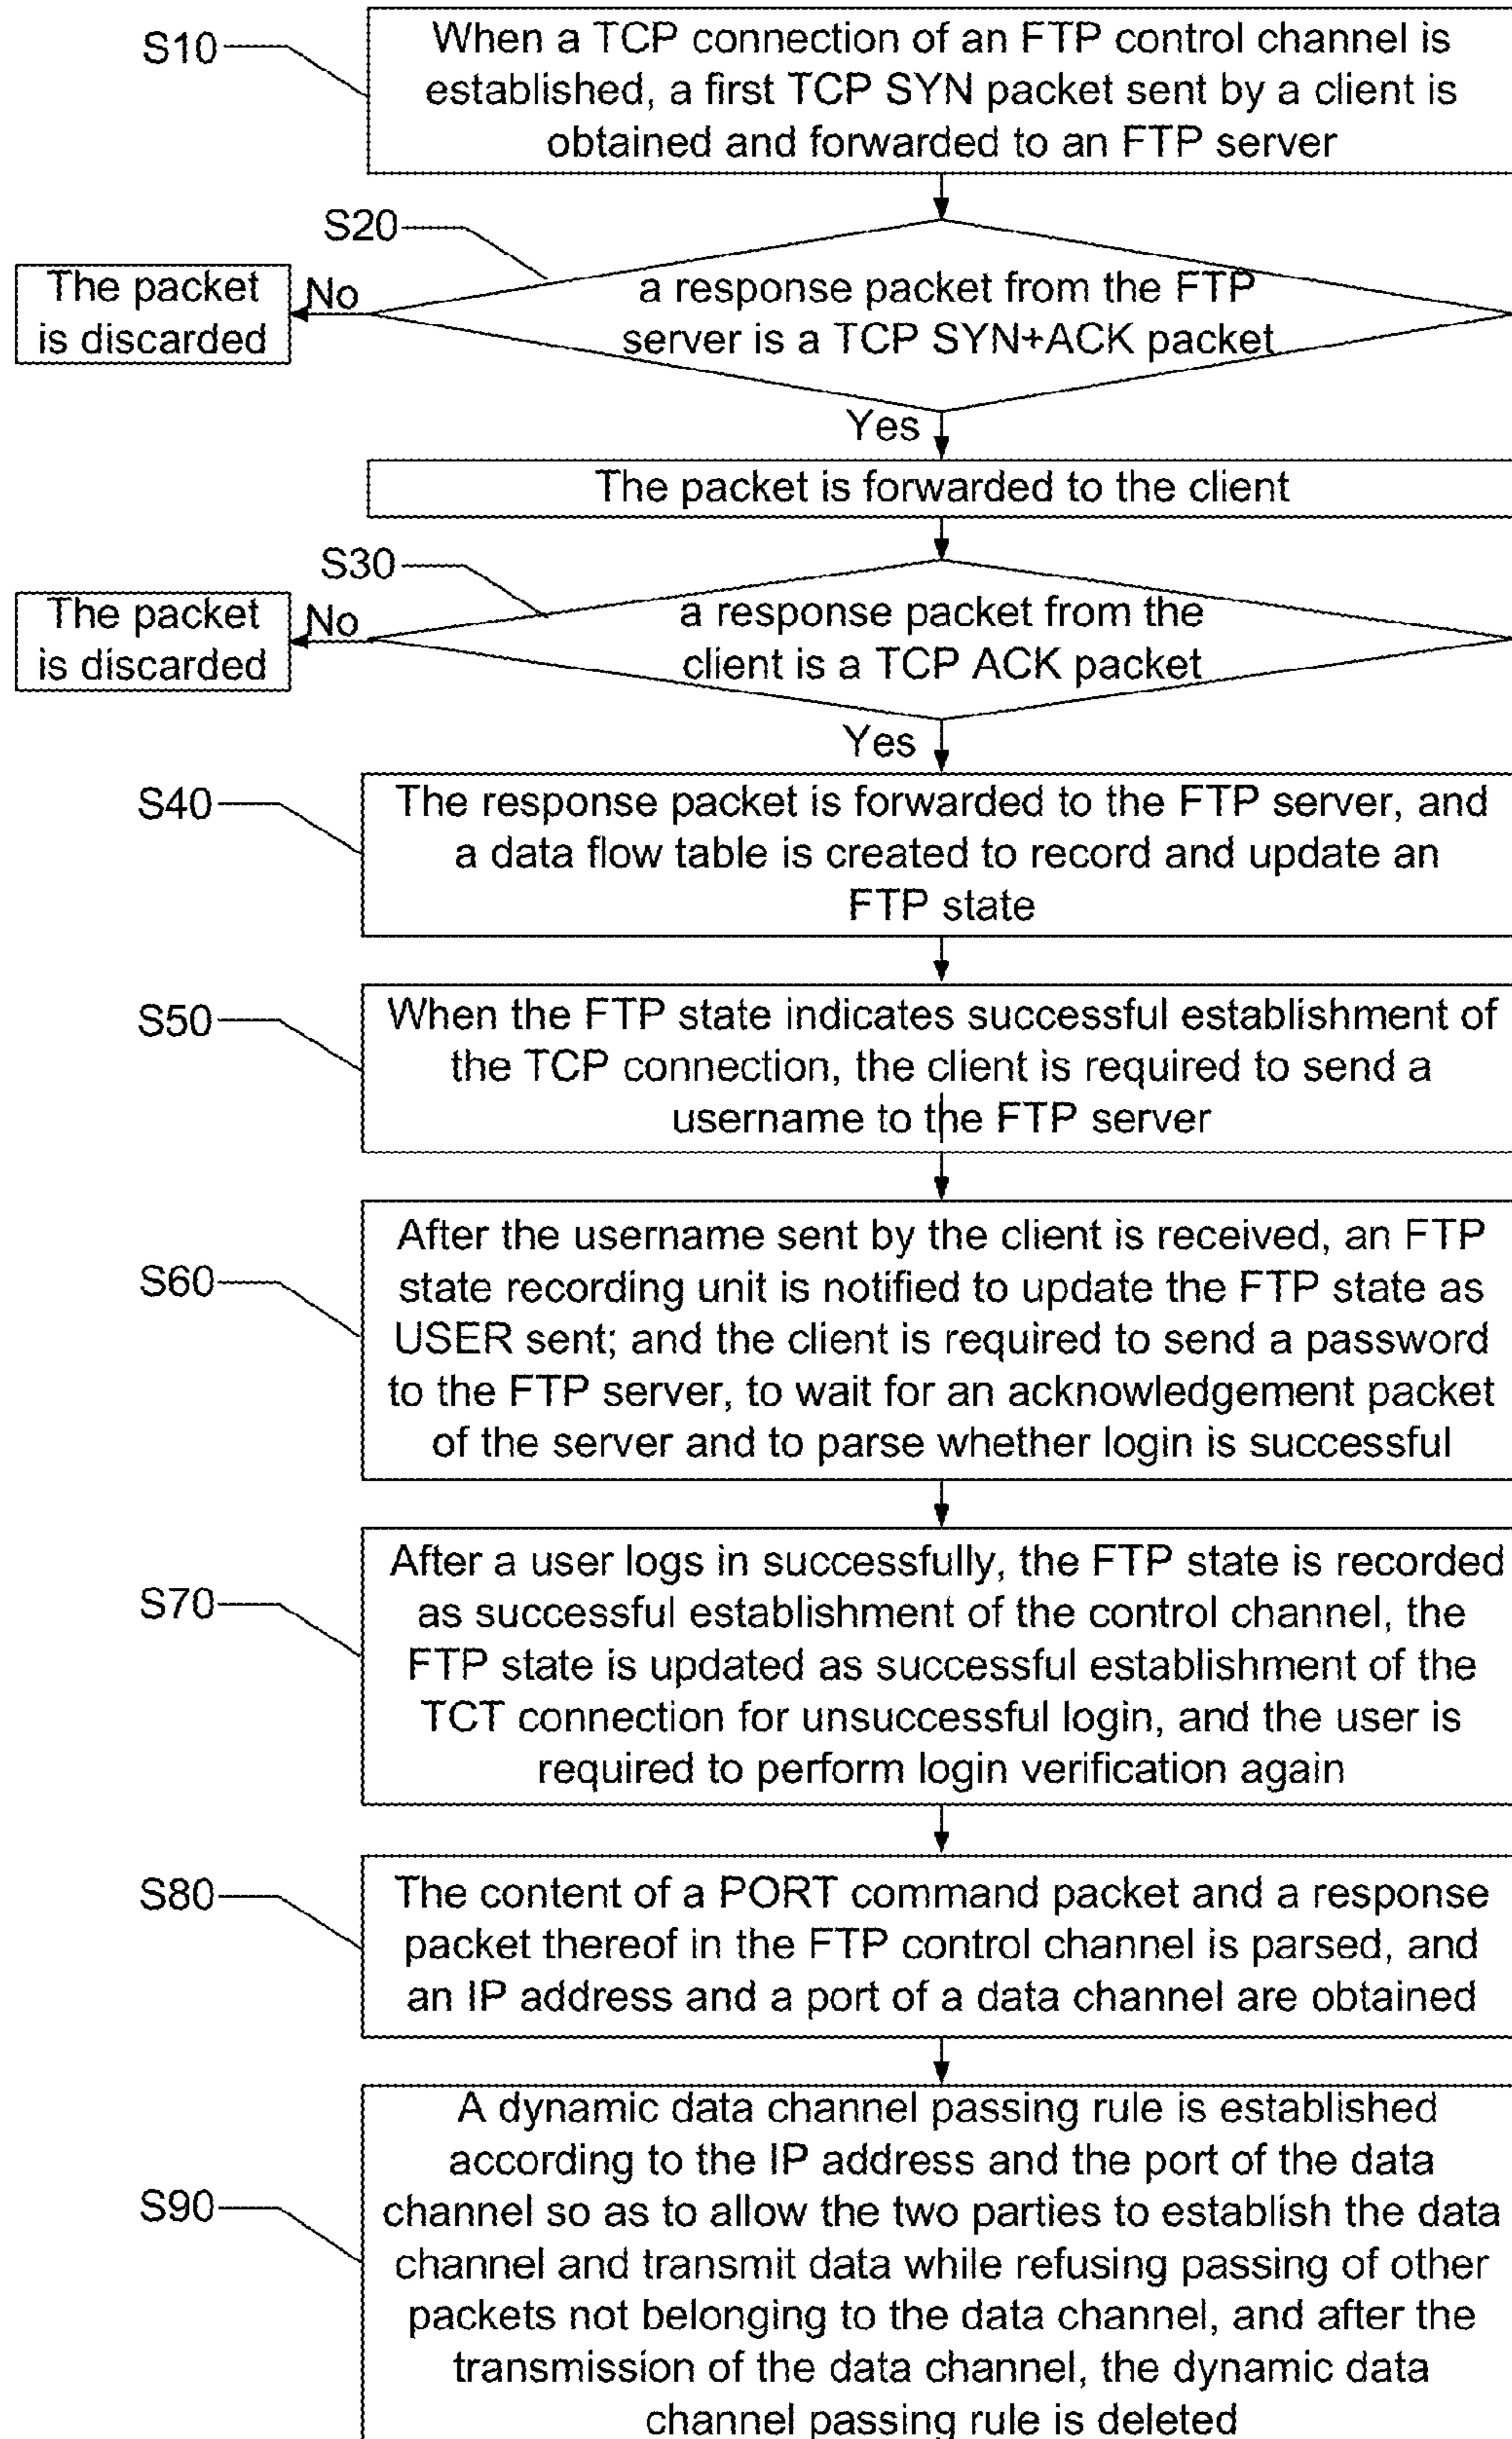 S10
When a TCP connection of an FTP control channel is
established, a first TCP SYN packet sent by a client is
obtained and forwarded to an FTP server
S20
The packet
is discarded
No
a response packet from the FTP
server is a TCP SYN+ACK packet
Yes
The packet is forwarded to the client
S30
The packet
is discarded
No
a response packet from the
client is a TCP ACK packet
Yes
S40
The response packet is forwarded to the FTP server, and
a data flow table is created to record and update an
FTP state
S50
When the FTP state indicates successful establishment of
the TCP connection, the client is required to send a
username to the FTP server
S60
After the username sent by the client is received, an FTP
state recording unit is notified to update the FTP state as
USER sent; and the client is required to send a password
to the FTP server, to wait for an acknowledgement packet
of the server and to parse whether login is successful
S70
After a user logs in successfully, the FTP state is recorded
as successful establishment of the control channel, the
FTP state is updated as successful establishment of the
TCT connection for unsuccessful login, and the user is
required to perform login verification again
S80
The content of a PORT command packet and a response
packet thereof in the FTP control channel is parsed, and
an IP address and a port of a data channel are obtained
S90
A dynamic data channel passing rule is established
according to the IP address and the port of the data
channel so as to allow the two parties to establish the data
channel and transmit data while refusing passing of other
packets not belonging to the data channel, and after the
transmission of the data channel, the dynamic data
channel passing rule is deleted